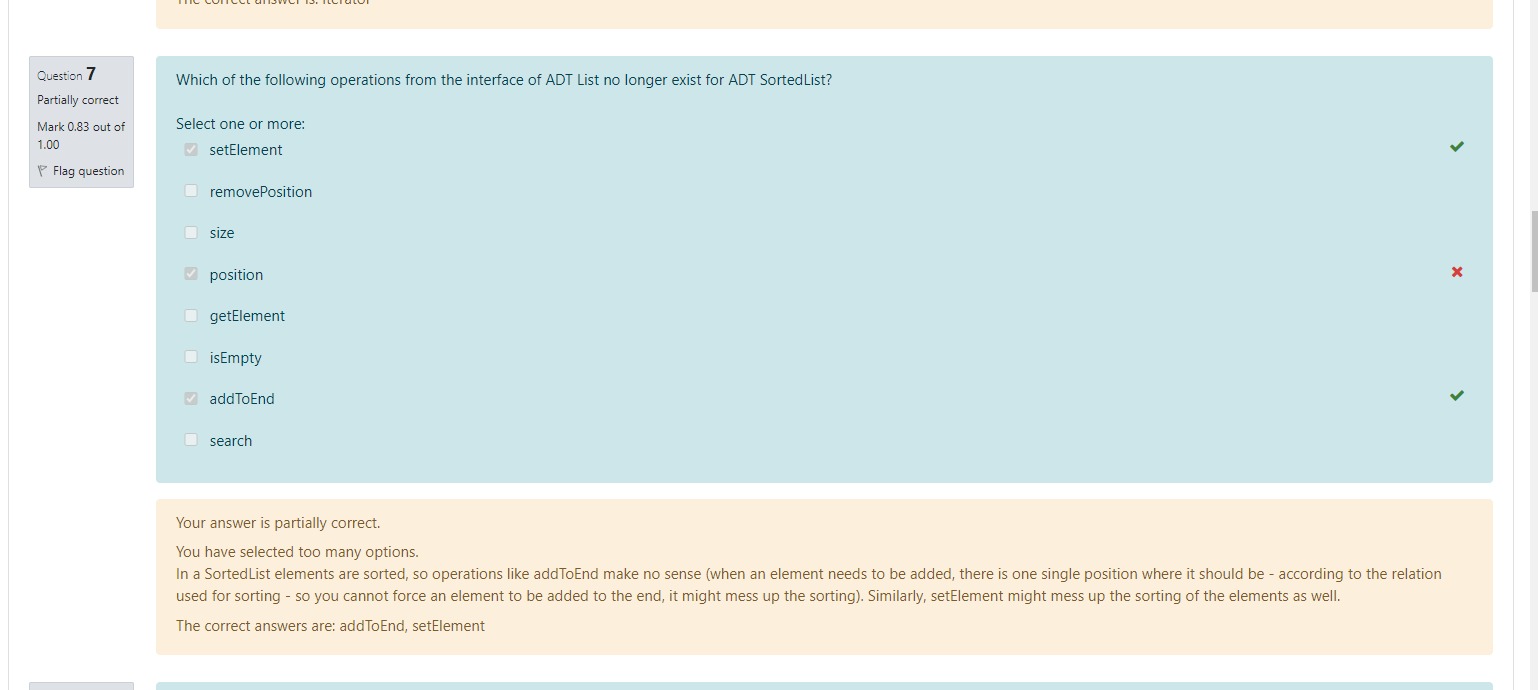 The correct answer is: iterator
Question 7
Partially correct
Mark 0.83 out of
1.00
Flag question
Which of the following operations from the interface of ADT List no longer exist for ADT SortedList?
Select one or more:
setElement
removePosition
size
position
getElement
isEmpty
addToEnd
search
Your answer is partially correct.
You have selected too many options.
In a SortedList elements are sorted, so operations like addToEnd make no sense (when an element needs to be added, there is one single position where it should be - according to the relation
used for sorting - so you cannot force an element to be added to the end, it might mess up the sorting). Similarly, setElement might mess up the sorting of the elements as well.
The correct answers are: addToEnd, setElement